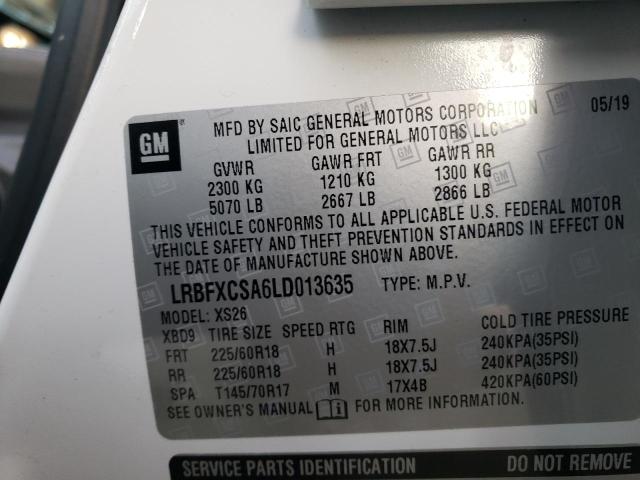 GM
MFD BY SAIC GENERAL MOTORS CORPORATION 05/19
LIMITED FOR GENERAL MOTORS LLC
GVWR GAWR FRT GAWR RR
2300 KG 1210 KG 1300 KG
5070 LB 2667 LB 2866 LB
THIS VEHICLE CONFORMS TO ALL APPLICABLE U.S. FEDERAL MOTOR
VEHICLE SAFETY AND THEFT PREVENTION STANDARDS IN EFFECT ON
THE DATE OF MANUFACTURE SHOWN ABOVE.
LRBFXCSA6LD013635 TYPE: M.P.V.
MODEL: XS26
XBD9 TIRE SIZE SPEED RTG RIM COLD TIRE PRESSURE
FRT 225/60R18 H 18X7.5J 240KPA(35PSI)
RR 225/60R18 H 18X7.5J 240KPA(35PSI)
SPA T145/70R17 M 17X4B 420KPA(60PSI)
SEE OWNER'S MANUAL FOR MORE INFORMATION.
SERVICE PARTS IDENTIFICATION DO NOT REMOVE